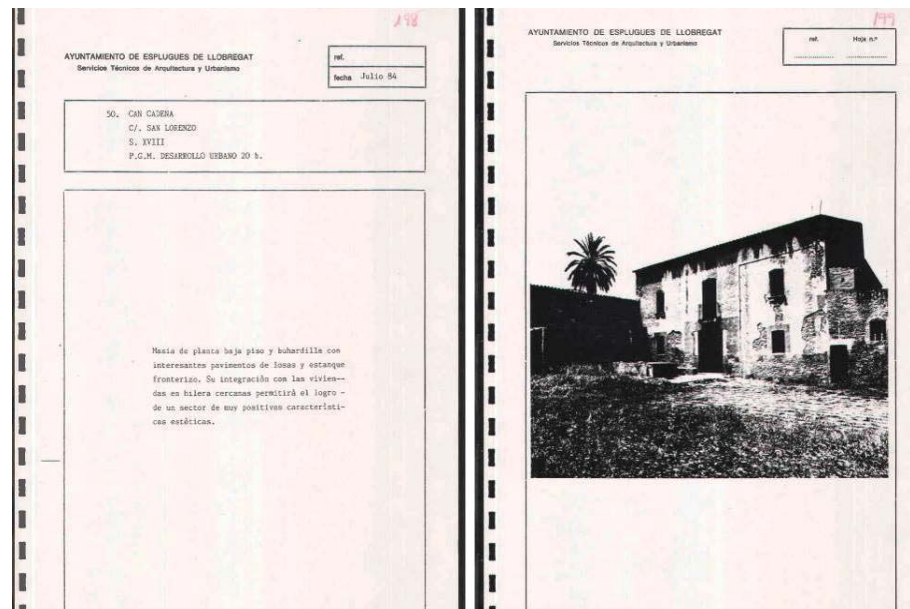 198
AYUNTAMIENTO DE ESPLUGUES DE LLOBREGAT
Servicios Técnicos de Arquitectura y Urbanismo
ref.
fecha Julio 84
50. CAN CADENA
C/. SAN LORENZO
S. XVIII
P.G.M. DESARROLLO URBANO 20 b.
Masia de planta baja piso y buhardilla con
interesantes pavimentos de losas y estanque
fronterizo. Su integración con las vivien--
das en hilera cercanas permitirá el logro -
de un sector de muy positivas característi-
cas estéticas.
199
AYUNTAMIENTO DE ESPLUGUES DE LLOBREGAT
Servicios Técnicos de Arquitectura y Urbanismo
ref. Hoja n.º